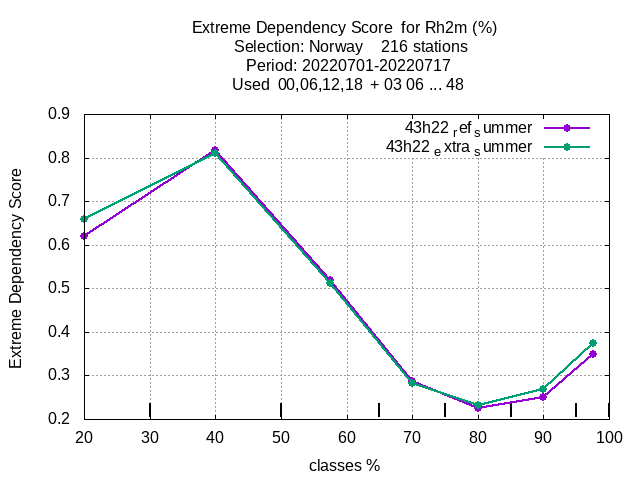 Extreme Dependency Score  for Rh2m (%)
Selection: Norway    216 stations
Period: 20220701-20220717
Used  00,06,12,18  + 03 06 ... 48
43h22 ref summer
43h22 extra summer
Extreme Dependency Score
0.9
0.8
0.7
0.6
0.5
0.4
0.3
0.2
20 30 40 50 60 70 80 90 100
classes %